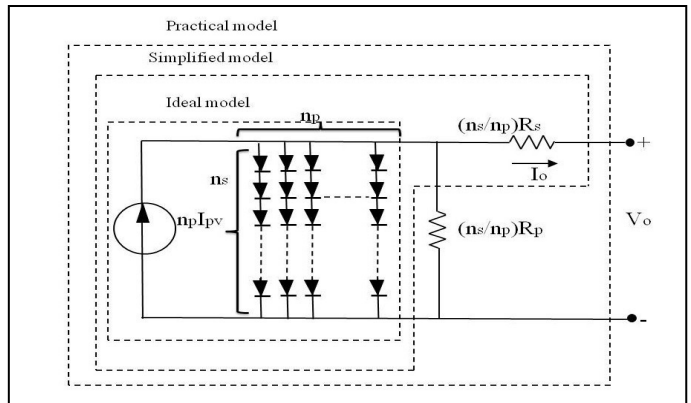 Practical model
Simplified model
Ideal model
np
(ns/np)Rs
+
Io
ns
npIpv
(ns/np)Rp
Vo
-